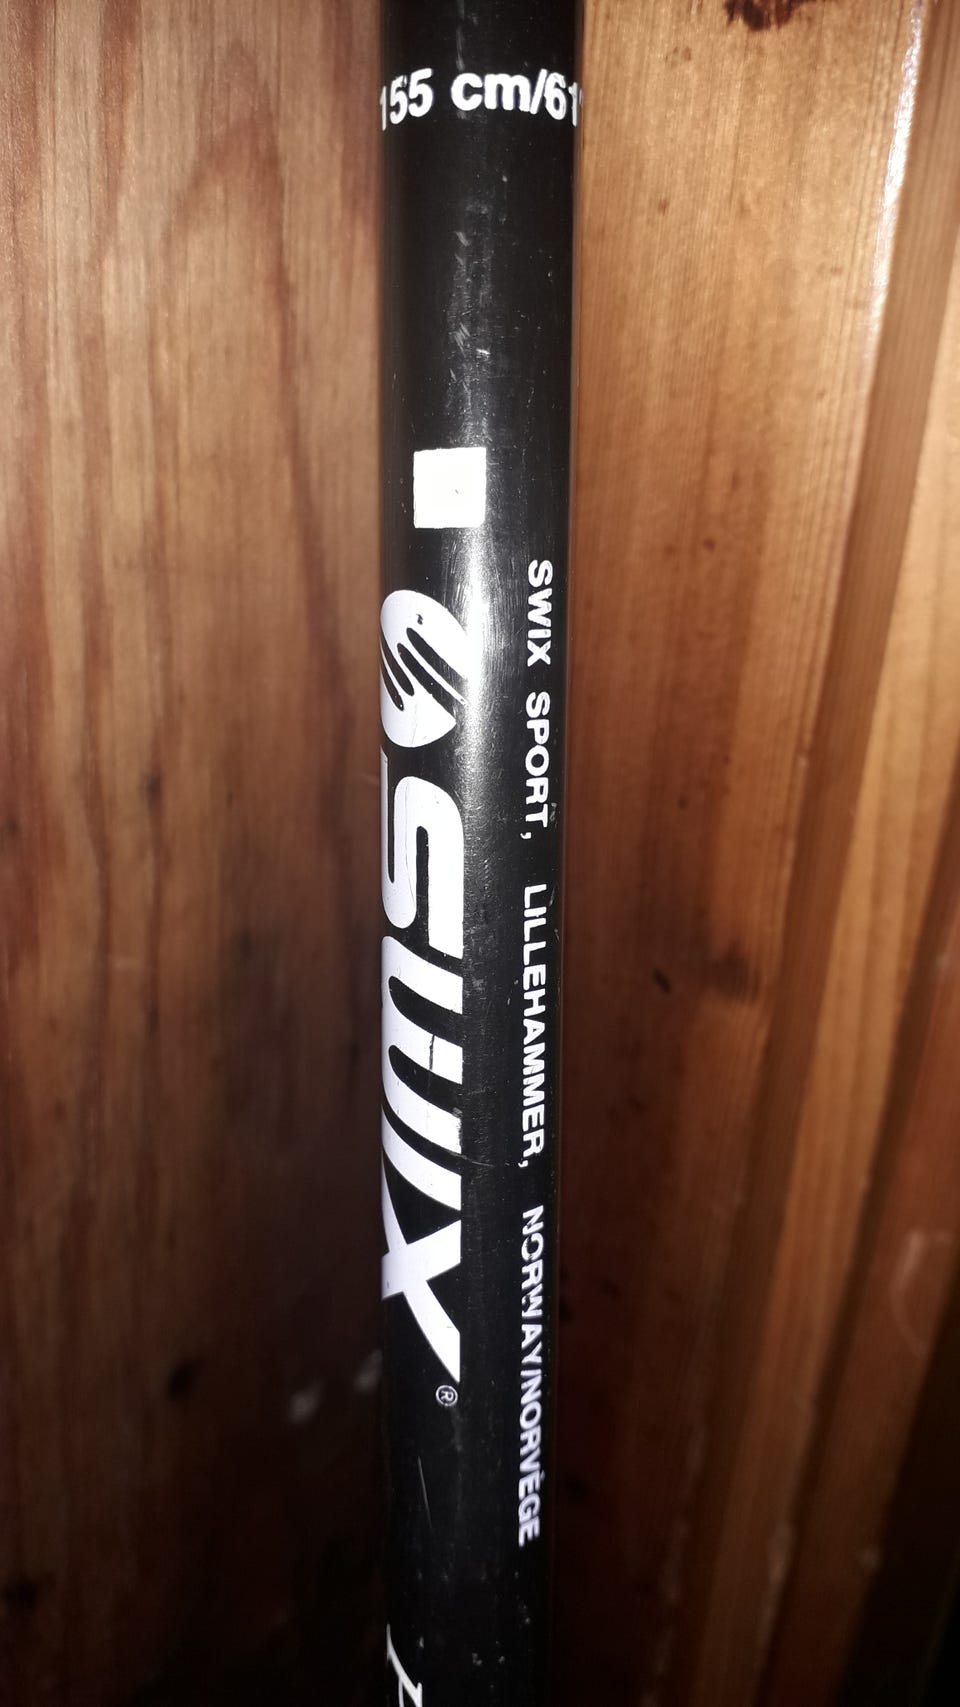 155 cm/61"
SWIX®
SWIX SPORT, LILLEHAMMER, NORWAY/NORVÈGE